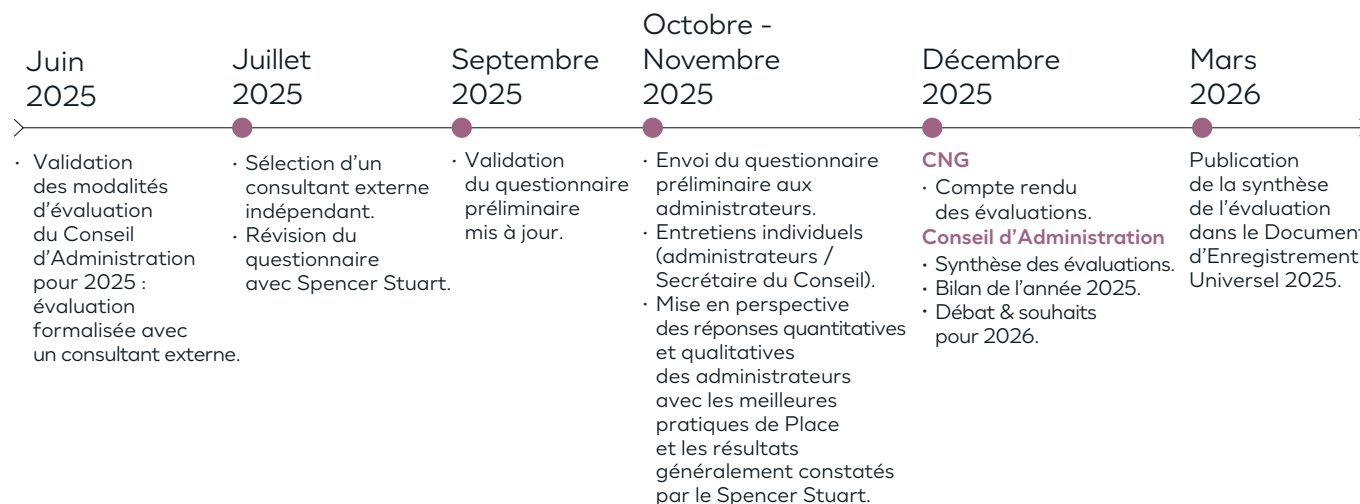 Juin
2025
· Validation
des modalités
d’évaluation
du Conseil
d’Administration
pour 2025 :
évaluation
formalisée avec
un consultant externe.
Juillet
2025
· Sélection d’un
consultant externe
indépendant.
· Révision du
questionnaire
avec Spencer Stuart.
Septembre
2025
· Validation
du questionnaire
préliminaire
mis à jour.
Octobre -
Novembre
2025
· Envoi du questionnaire
préliminaire aux
administrateurs.
· Entretiens individuels
(administrateurs /
Secrétaire du Conseil).
· Mise en perspective
des réponses quantitatives
et qualitatives
des administrateurs
avec les meilleures
pratiques de Place
et les résultats
généralement constatés
par le Spencer Stuart.
Décembre
2025
CNG
· Compte rendu
des évaluations.
Conseil d’Administration
· Synthèse des évaluations.
· Bilan de l’année 2025.
· Débat & souhaits
pour 2026.
Mars
2026
Publication
de la synthèse
de l’évaluation
dans le Document
d’Enregistrement
Universel 2025.